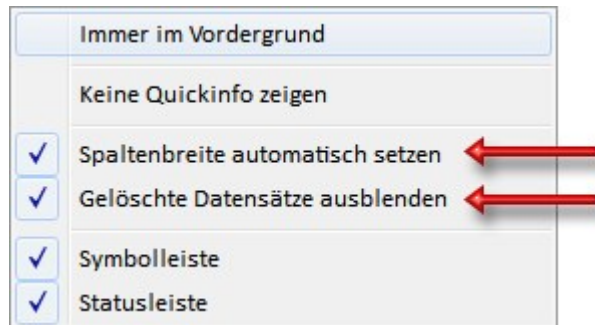 Immer im Vordergrund
Keine Quickinfo zeigen
Spaltenbreite automatisch setzen
Gelöschte Datensätze ausblenden
Symbolleiste
Statusleiste